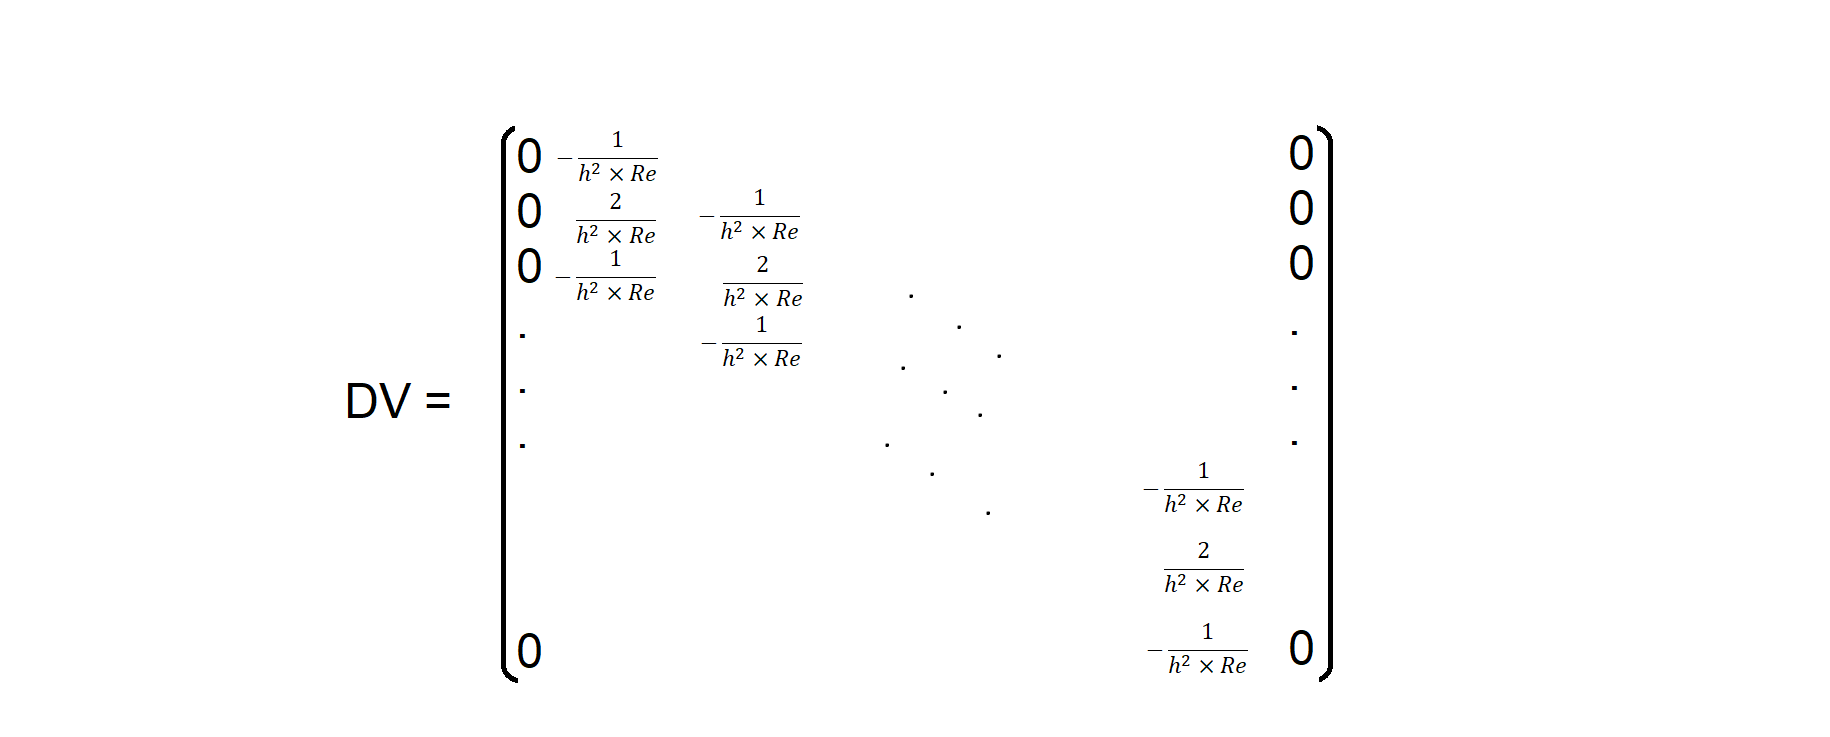 0 −1/(h² × Re) 0
0 2/(h² × Re) −1/(h² × Re) 0
0 −1/(h² × Re) 2/(h² × Re) . 0
. −1/(h² × Re) . . .
DV = . . . . .
. . . .
−1/(h² × Re)
.
2/(h² × Re)
0 −1/(h² × Re) 0